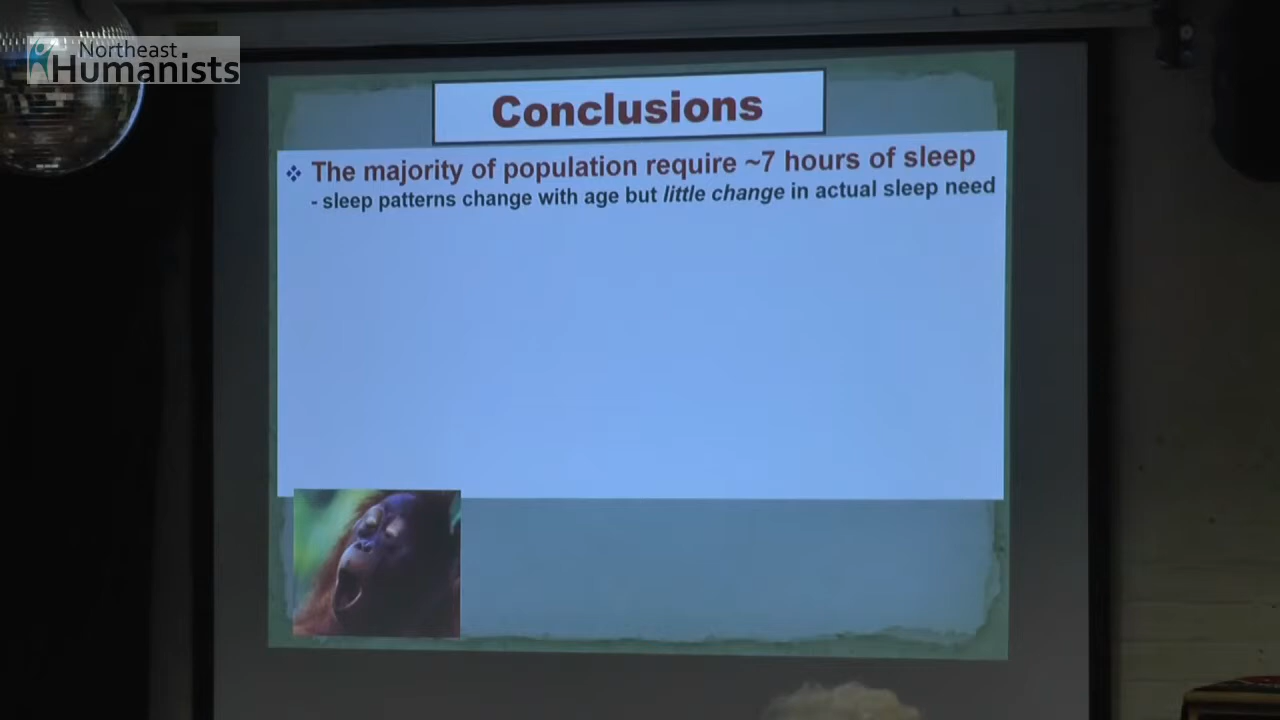 Northeast
Humanists
Conclusions
❖ The majority of population require ~7 hours of sleep
- sleep patterns change with age but little change in actual sleep need